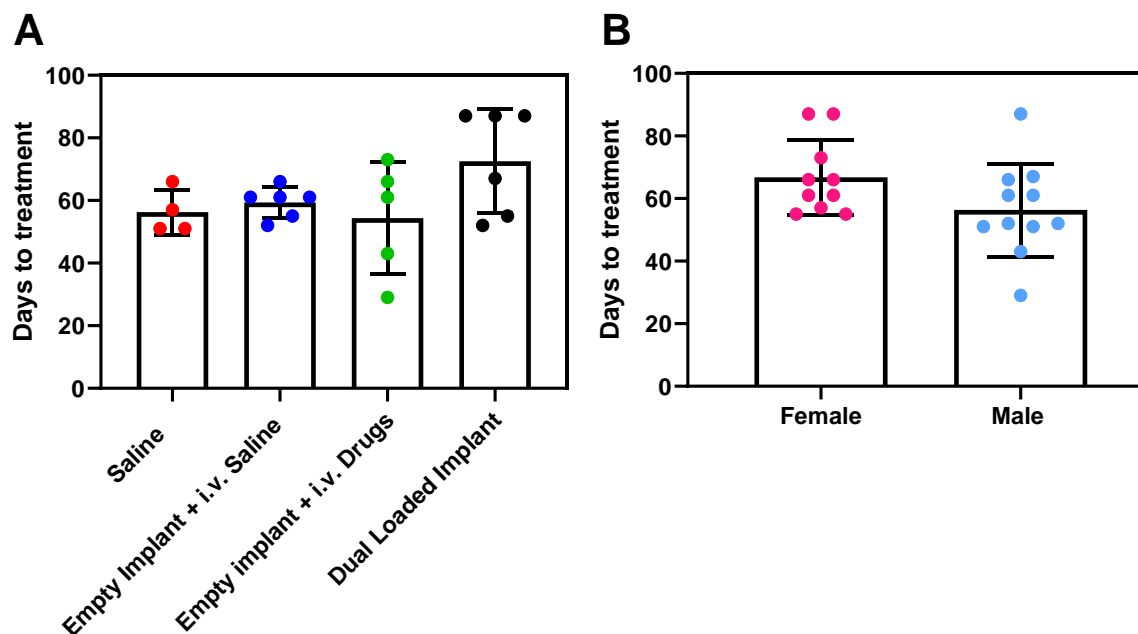 A
Days to treatment
100
80
60
40
20
0
Saline
Empty Implant + i.v. Saline
Empty implant + i.v. Drugs
Dual Loaded Implant
B
Days to treatment
100
80
60
40
20
0
Female
Male